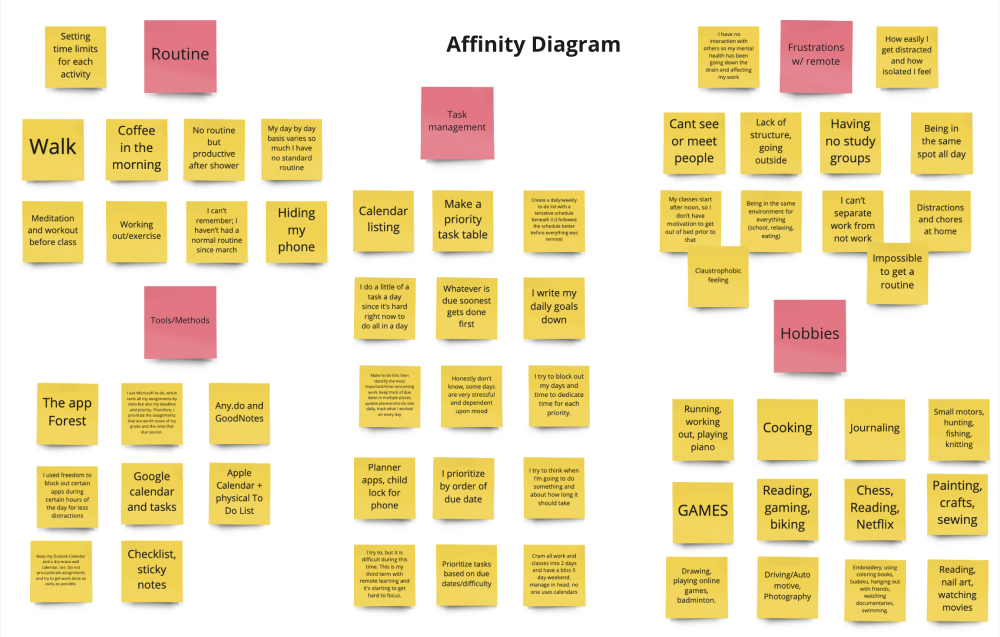 Affinity Diagram
Setting
time limits
for each
activity
Routine
Walk
Coffee
in the
morning
No routine
but
productive
after shower
My day by day
basis varies so
much I have
no standard
routine
Meditation
and workout
before class
Working
out/exercise
I can't
remember; I
haven't had a
normal routine
since march
Hiding
my
phone
Tools/Methods
The app
Forest
I use Microsoft to-do, which
sorts all my assignments by
class but also my deadline
and priority. Therefore, I
prioritize the assignments
that are worth more of my
grade and the ones that
due sooner.
Any.do and
GoodNotes
I used freedom to
block out certain
apps during
certain hours of
the day for less
distractions
Google
calendar
and tasks
Apple
Calendar +
physical To
Do List
Keep my Outlook Calendar
and a dry erase wall
calendar, too. Do not
procrastinate assignments
and try to get work done as
early as possible.
Checklist,
sticky
notes
Task
management
Calendar
listing
Make a
priority
task table
Create a daily/weekly
to-do list with a
tentative schedule
beneath it (I followed
the schedule better
before everything was
remote)
I do a little of a
task a day
since it's hard
right now to
do all in a day
Whatever is
due soonest
gets done
first
I write my
daily goals
down
Make to-do lists then
identify the most
important/time consuming
work, keep track of due
dates in multiple places,
update planner/to-do lists
daily, track what I worked
on every day
Honestly don't
know, some days
are very stressful
and dependent
upon mood
I try to block out
my days and
time to dedicate
time for each
priority.
Planner
apps, child
lock for
phone
I prioritize
by order of
due date
I try to think when
I'm going to do
something and
about how long it
should take
I try to, but it is
difficult during this
time. This is my
third term with
remote learning and
it's starting to get
hard to focus.
Prioritize tasks
based on due
dates/difficulty
Cram all work and
classes into 2 days
and have a bliss 5
day weekend.
manage in head, no
one uses calendars
I have no
interaction with
others so my mental
health has been
going down the
drain and affecting
my work
Frustrations
w/ remote
How easily I
get distracted
and how
isolated I feel
Cant see
or meet
people
Lack of
structure,
going
outside
Having
no study
groups
Being in
the same
spot all day
My classes start
after noon, so I
don't have
motivation to get
out of bed prior to
that
Being in the same
environment for
everything
(school, relaxing,
eating)
I can't
separate
work from
not work
Distractions
and chores
at home
Claustrophobic
feeling
Impossible
to get a
routine
Hobbies
Running,
working
out, playing
piano
Cooking
Journaling
Small motors,
hunting,
fishing,
knitting
GAMES
Reading,
gaming,
biking
Chess,
Reading,
Netflix
Painting,
crafts,
sewing
Drawing,
playing online
games,
badminton.
Driving/Auto
motive,
Photography
Embroidery, using
coloring books,
Sudoku, hanging out
with friends,
watching
documentaries,
swimming.
Reading,
nail art,
watching
movies